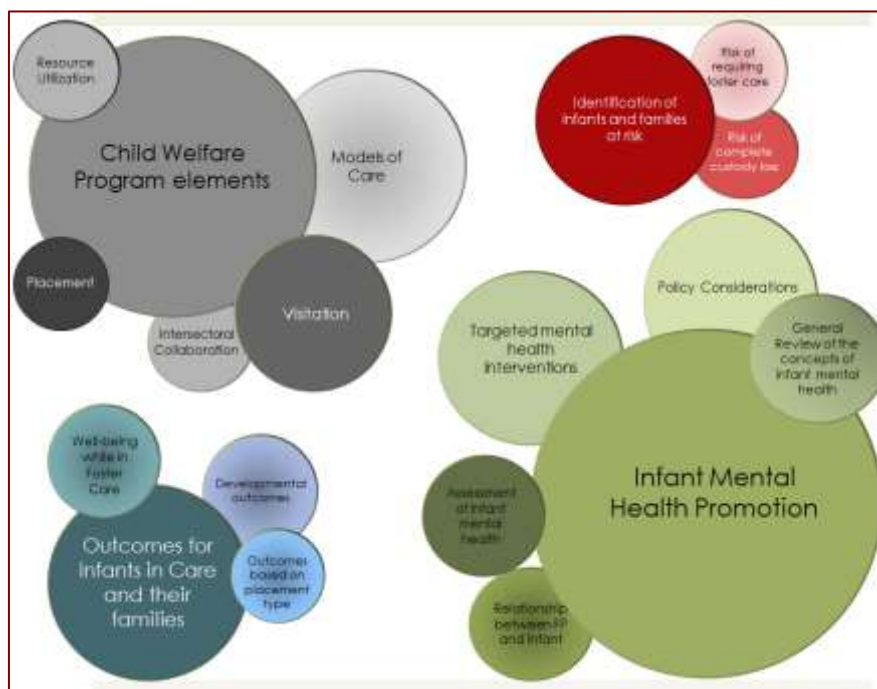 Resource
Utilization
Child Welfare
Program elements
Models of
Care
Placement
Intersectoral
Collaboration
Visitation
Identification of
infants and families
at risk
Risk of
requiring
foster care
Risk of
complete
custody loss
Policy Considerations
General
Review of the
concepts of
infant mental
health
Targeted mental
health
interventions
Infant Mental
Health Promotion
Assessment
of infant
mental
health
Relationship
between FP
and Infant
Well-being
while in
Foster
Care
Developmental
outcomes
Outcomes for
Infants in Care
and their
families
Outcomes
based on
placement
type